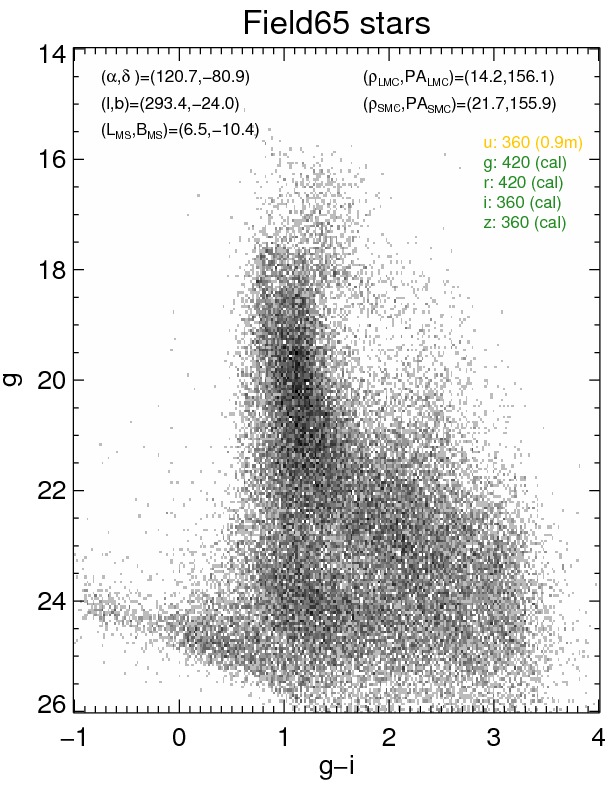 Field65 stars
(α,δ)=(120.7,−80.9)
(ρLMC,PALMC)=(14.2,156.1)
(l,b)=(293.4,−24.0)
(ρSMC,PASMC)=(21.7,155.9)
(LMS,BMS)=(6.5,−10.4)
u: 360 (0.9m)
g: 420 (cal)
r: 420 (cal)
i: 360 (cal)
z: 360 (cal)
14
16
18
20
22
24
26
g
−1 0 1 2 3 4
g−i